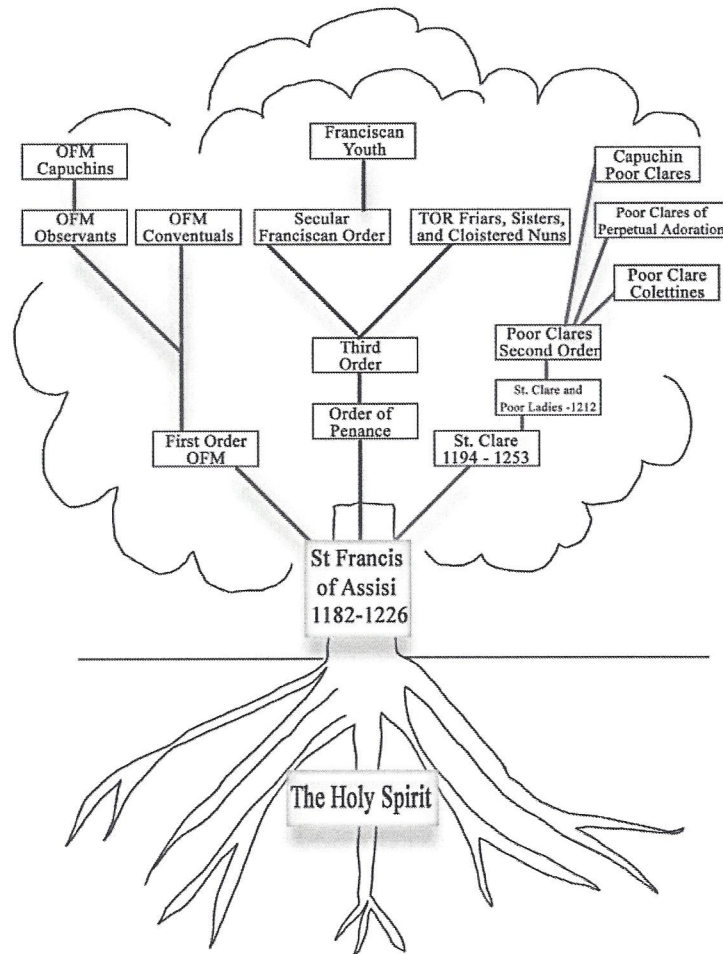 Franciscan
Youth
OFM
Capuchins
Capuchin
Poor Clares
OFM
Observants
OFM
Conventuals
Secular
Franciscan Order
TOR Friars, Sisters,
and Cloistered Nuns
Poor Clares of
Perpetual Adoration
Poor Clare
Colettines
Third
Order
Poor Clares
Second Order
St. Clare and
Poor Ladies -1212
Order of
Penance
First Order
OFM
St. Clare
1194 - 1253
St Francis
of Assisi
1182-1226
The Holy Spirit